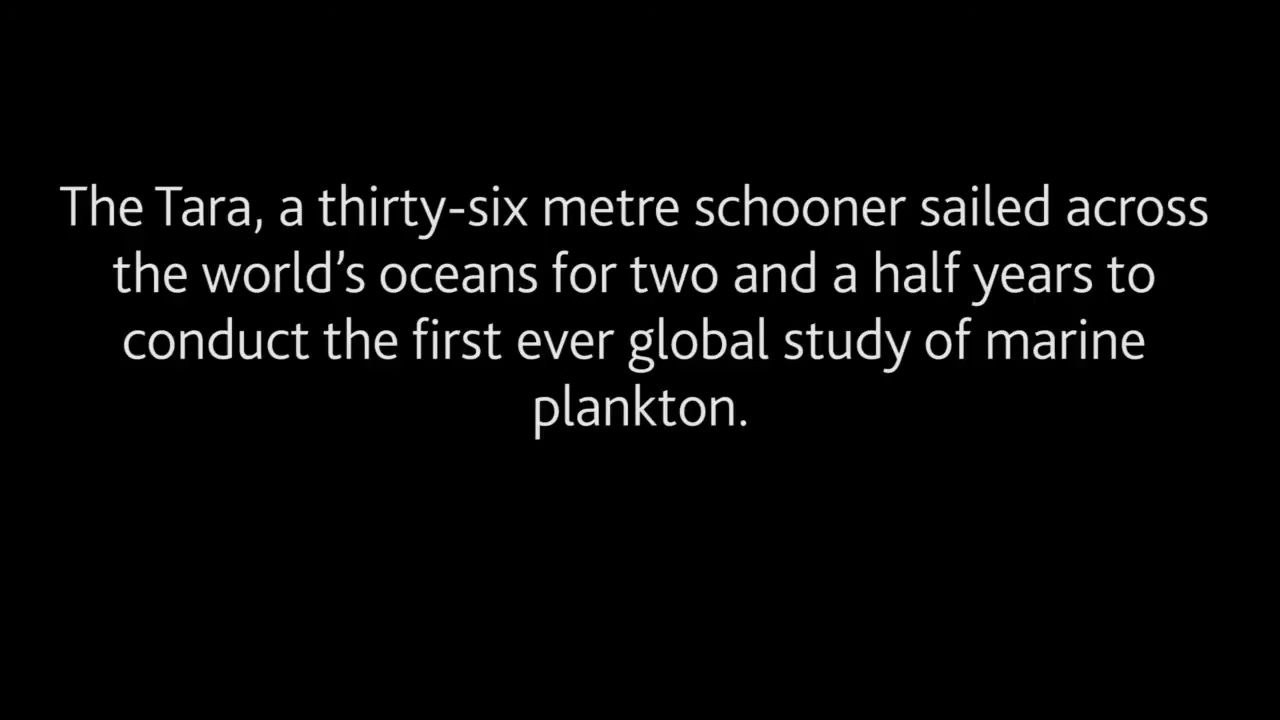 The Tara, a thirty-six metre schooner sailed across
the world’s oceans for two and a half years to
conduct the first ever global study of marine
plankton.